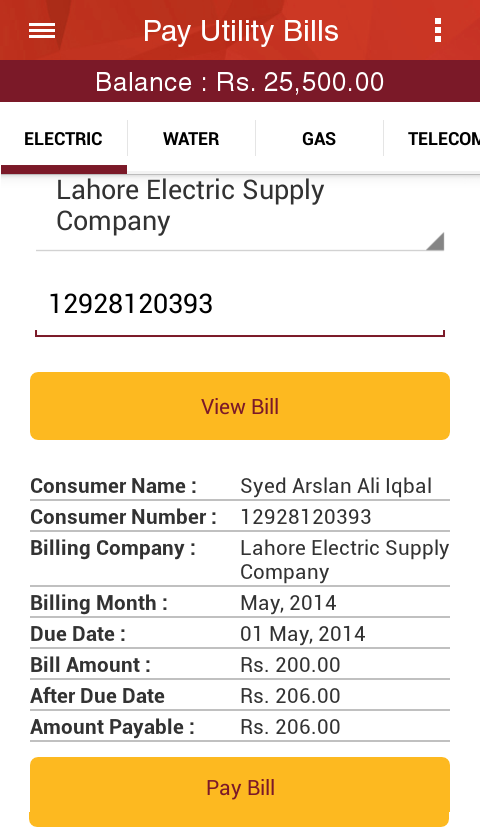 Pay Utility Bills
Balance : Rs. 25,500.00
ELECTRIC WATER GAS TELECOM
Lahore Electric Supply
Company
12928120393
View Bill
Consumer Name : Syed Arslan Ali Iqbal
Consumer Number : 12928120393
Billing Company : Lahore Electric Supply
Company
Billing Month : May, 2014
Due Date : 01 May, 2014
Bill Amount : Rs. 200.00
After Due Date Rs. 206.00
Amount Payable : Rs. 206.00
Pay Bill